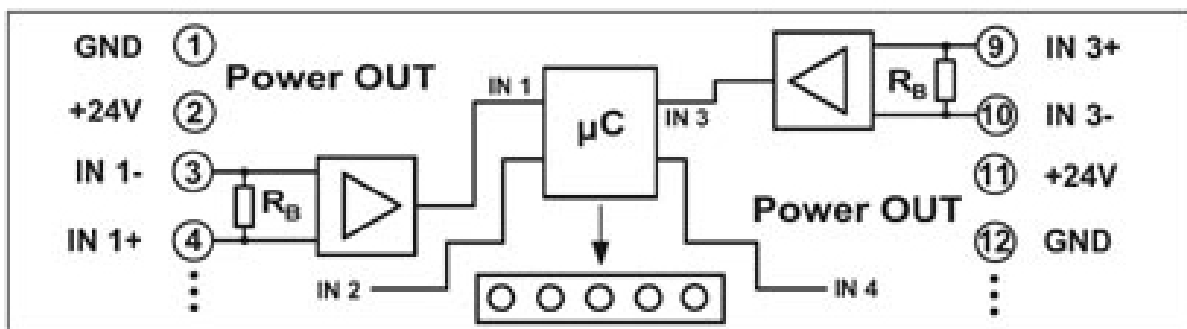 GND 1
Power OUT
+24V 2
IN 1- 3
R_B
IN 1+ 4
IN 1
IN 2
µC
IN 3
IN 4
9 IN 3+
R_B
10 IN 3-
11 +24V
Power OUT
12 GND